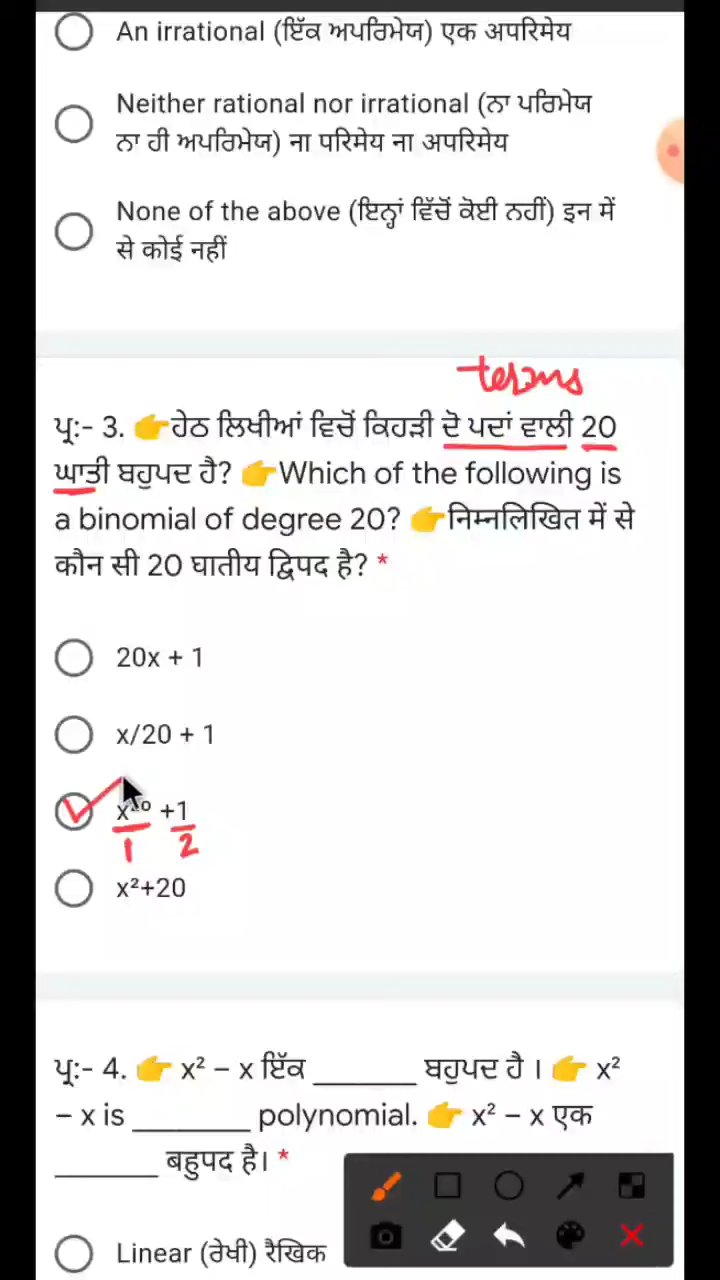 An irrational (ਇੱਕ ਅਪਰਿਮੇਯ) एक अपरिमेय
Neither rational nor irrational (ਨਾ ਪਰਿਮੇਯ
ਨਾ ਹੀ ਅਪਰਿਮੇਯ) ना परिमेय ना अपरिमेय
None of the above (ਇਨ੍ਹਾਂ ਵਿੱਚੋਂ ਕੋਈ ਨਹੀਂ) इन में
से कोई नहीं
terms
ਪ੍ਰ:- 3. 👉ਹੇਠ ਲਿਖੀਆਂ ਵਿਚੋਂ ਕਿਹੜੀ ਦੋ ਪਦਾਂ ਵਾਲੀ 20
ਘਾਤੀ ਬਹੁਪਦ ਹੈ? 👉Which of the following is
a binomial of degree 20? 👉निम्नलिखित में से
कौन सी 20 घातीय द्विपद है? *
20x + 1
x/20 + 1
x²⁰ +1
1 2
x²+20
ਪ੍ਰ:- 4. 👉 x² – x ਇੱਕ ________ ਬਹੁਪਦ ਹੈ । 👉 x²
– x is ________ polynomial. 👉 x² – x एक
________ बहुपद है। *
Linear (ਰੇਖੀ) रैखिक